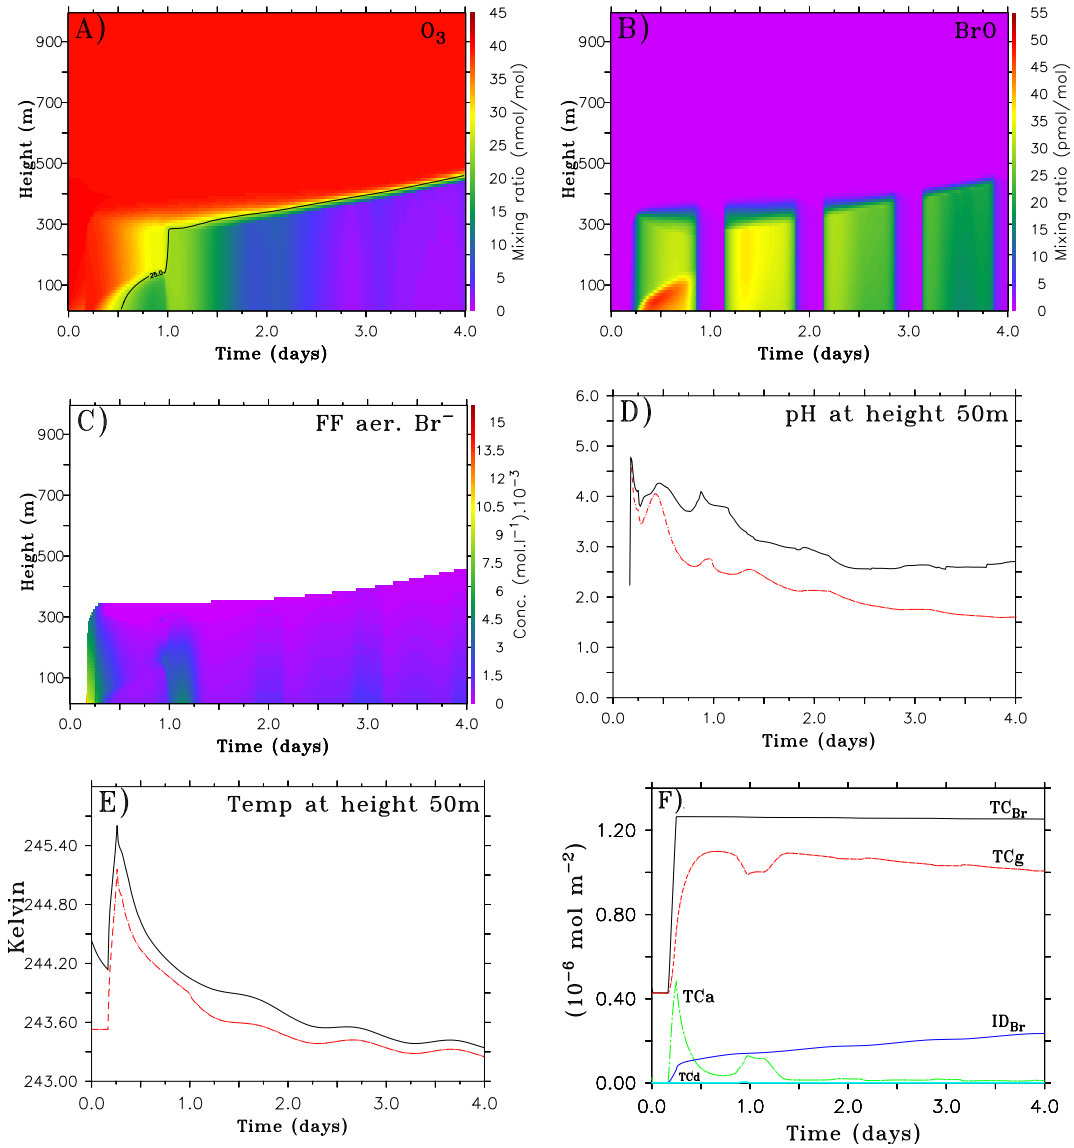 A) O₃
900
700
500
300
100
Height (m)
0.0 1.0 2.0 3.0 4.0
Time (days)
45
40
35
30
25
20
15
10
5
0
Mixing ratio (nmol/mol)
25.0
B) BrO
900
700
500
300
100
Height (m)
0.0 1.0 2.0 3.0 4.0
Time (days)
55
50
45
40
35
30
25
20
15
10
5
0
Mixing ratio (pmol/mol)
C) FF aer. Br⁻
900
700
500
300
100
Height (m)
0.0 1.0 2.0 3.0 4.0
Time (days)
15
13.5
12
10.5
9
7.5
6
4.5
3
1.5
0
Conc. (mol.l⁻¹).10⁻³
D) pH at height 50m
6.0
5.0
4.0
3.0
2.0
1.0
0.0
0.0 1.0 2.0 3.0 4.0
Time (days)
E) Temp at height 50m
245.40
244.80
244.20
243.60
243.00
Kelvin
0.0 1.0 2.0 3.0 4.0
Time (days)
F)
TC_Br
TCg
TCa
ID_Br
TCd
1.20
0.80
0.40
0.00
(10⁻⁶ mol m⁻²)
0.0 1.0 2.0 3.0 4.0
Time (days)